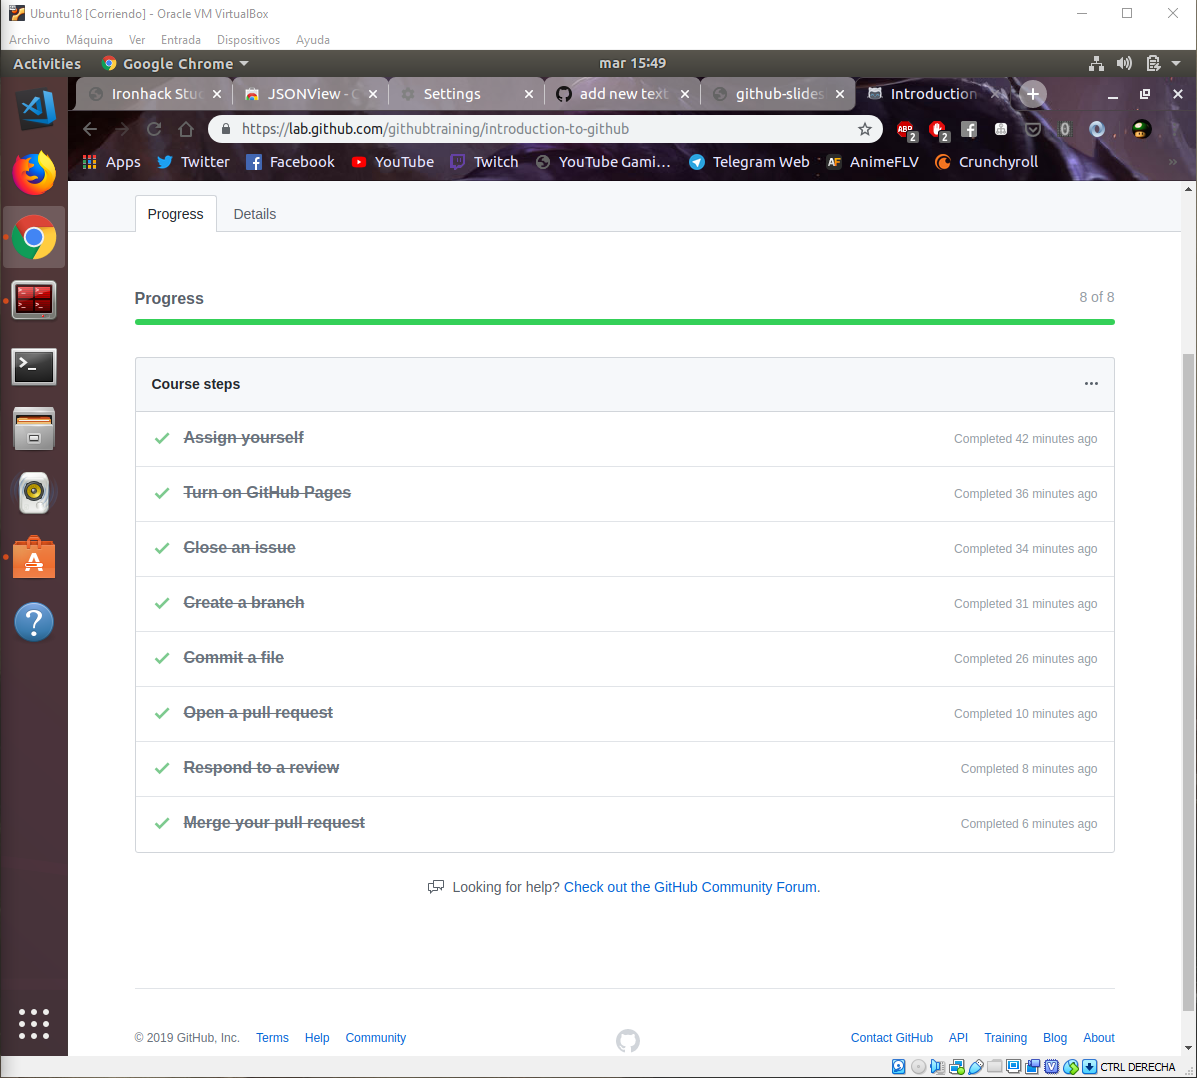 Ubuntu18 [Corriendo] - Oracle VM VirtualBox
Archivo Máquina Ver Entrada Dispositivos Ayuda
Activities Google Chrome mar 15:49
Ironhack Stu JSONView - Settings add new text github-slides Introduction
https://lab.github.com/githubtraining/introduction-to-github ABP 2 2 0
Apps Twitter Facebook YouTube Twitch YouTube Gami... Telegram Web AF AnimeFLV Crunchyroll »
Progress Details
Progress 8 of 8
Course steps
Assign yourself Completed 42 minutes ago
Turn on GitHub Pages Completed 36 minutes ago
Close an issue Completed 34 minutes ago
Create a branch Completed 31 minutes ago
Commit a file Completed 26 minutes ago
Open a pull request Completed 10 minutes ago
Respond to a review Completed 8 minutes ago
Merge your pull request Completed 6 minutes ago
Looking for help? Check out the GitHub Community Forum.
© 2019 GitHub, Inc. Terms Help Community Contact GitHub API Training Blog About
CTRL DERECHA